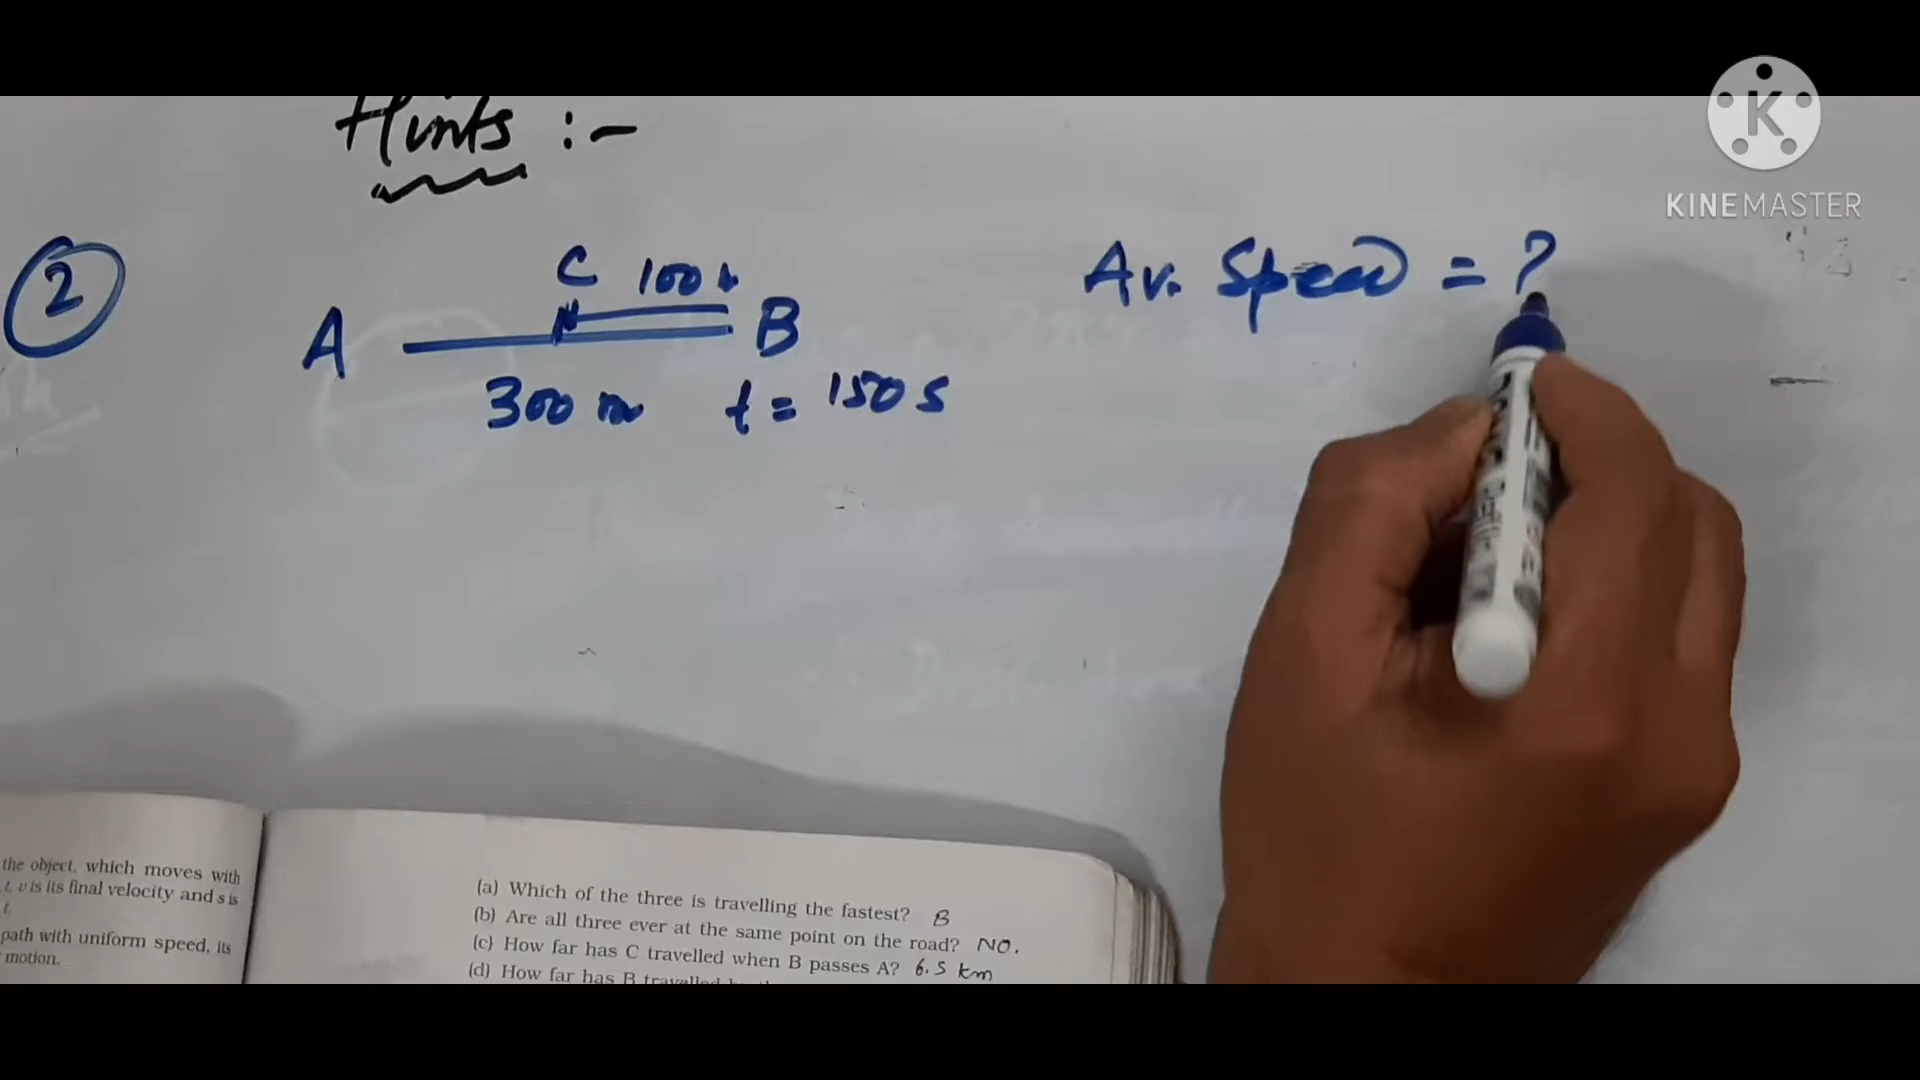 Hints :-
K
KINEMASTER
2
C 100
A B
300 m t = 150 s
Av. Speed = ?
the object, which moves with
t, v is its final velocity and s is
t.
path with uniform speed, its
motion.
(a) Which of the three is travelling the fastest? B
(b) Are all three ever at the same point on the road? NO.
(c) How far has C travelled when B passes A? 6.5 km
(d) How far has B travelled